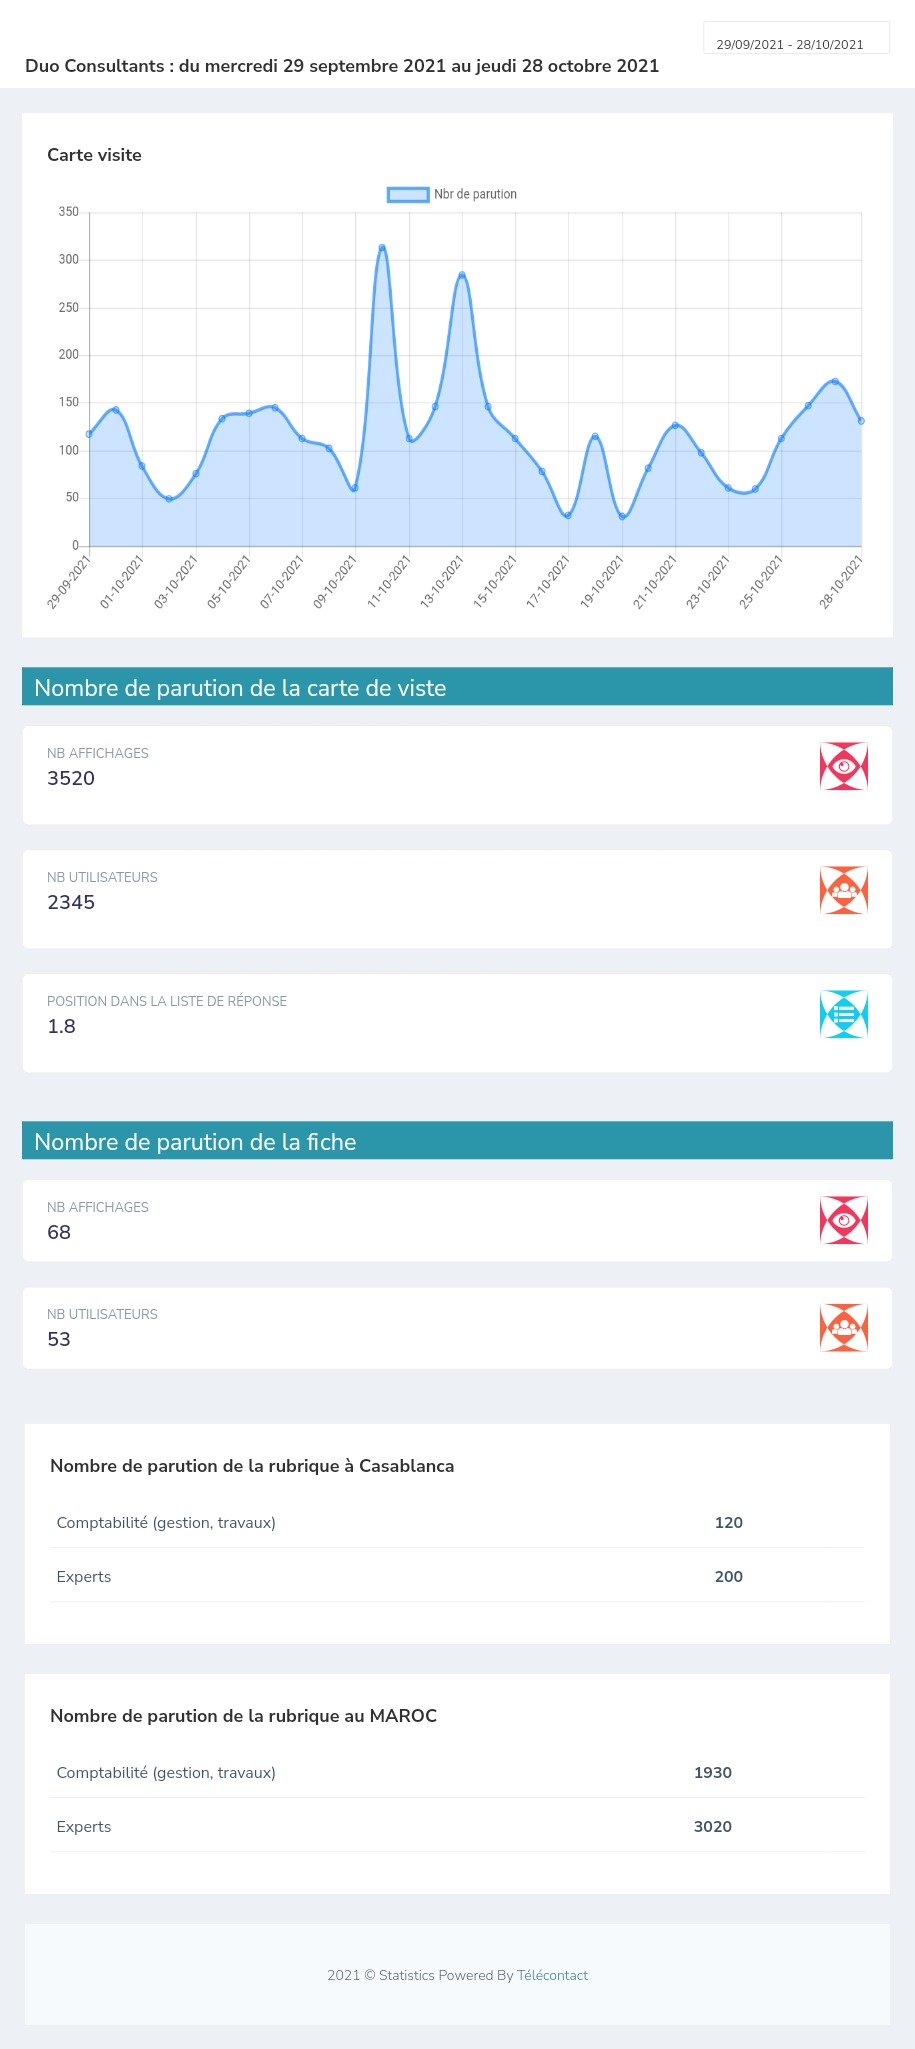 29/09/2021 - 28/10/2021
Duo Consultants : du mercredi 29 septembre 2021 au jeudi 28 octobre 2021
Carte visite
Nbr de parution
350
300
250
200
150
100
50
0
29-09-2021
01-10-2021
03-10-2021
05-10-2021
07-10-2021
09-10-2021
11-10-2021
13-10-2021
15-10-2021
17-10-2021
19-10-2021
21-10-2021
23-10-2021
25-10-2021
28-10-2021
Nombre de parution de la carte de viste
NB AFFICHAGES
3520
NB UTILISATEURS
2345
POSITION DANS LA LISTE DE RÉPONSE
1.8
Nombre de parution de la fiche
NB AFFICHAGES
68
NB UTILISATEURS
53
Nombre de parution de la rubrique à Casablanca
Comptabilité (gestion, travaux) 120
Experts 200
Nombre de parution de la rubrique au MAROC
Comptabilité (gestion, travaux) 1930
Experts 3020
2021 © Statistics Powered By Télécontact